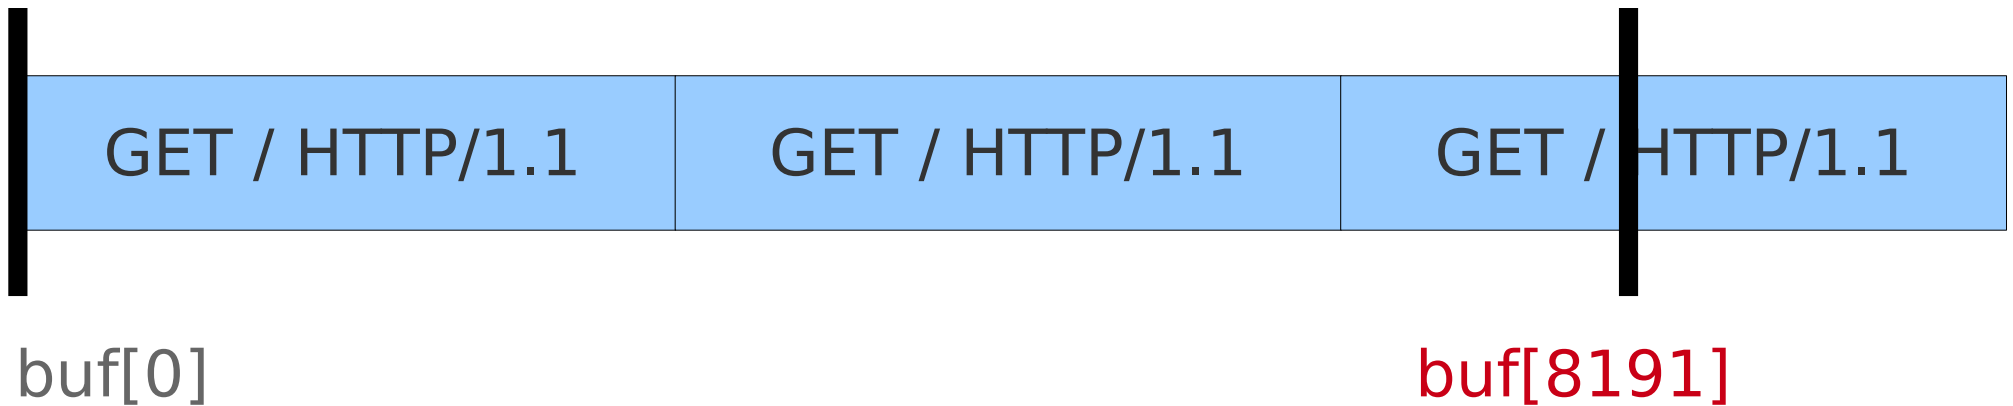 GET / HTTP/1.1 GET / HTTP/1.1 GET / HTTP/1.1
buf[0] buf[8191]